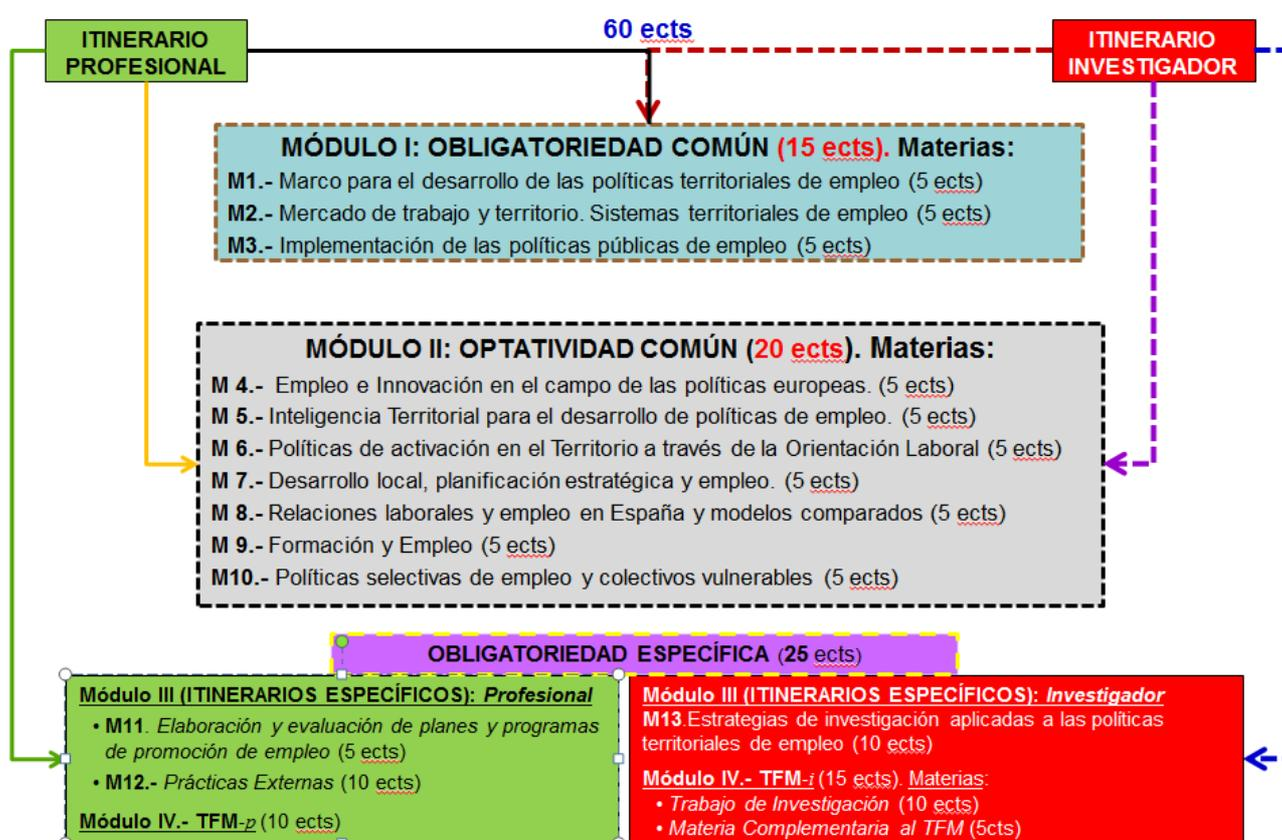 60 ects
ITINERARIO
PROFESIONAL
ITINERARIO
INVESTIGADOR
MÓDULO I: OBLIGATORIEDAD COMÚN (15 ects). Materias:
M1.- Marco para el desarrollo de las políticas territoriales de empleo (5 ects)
M2.- Mercado de trabajo y territorio. Sistemas territoriales de empleo (5 ects)
M3.- Implementación de las políticas públicas de empleo (5 ects)
MÓDULO II: OPTATIVIDAD COMÚN (20 ects). Materias:
M 4.- Empleo e Innovación en el campo de las políticas europeas. (5 ects)
M 5.- Inteligencia Territorial para el desarrollo de políticas de empleo. (5 ects)
M 6.- Políticas de activación en el Territorio a través de la Orientación Laboral (5 ects)
M 7.- Desarrollo local, planificación estratégica y empleo. (5 ects)
M 8.- Relaciones laborales y empleo en España y modelos comparados (5 ects)
M 9.- Formación y Empleo (5 ects)
M10.- Políticas selectivas de empleo y colectivos vulnerables (5 ects)
OBLIGATORIEDAD ESPECÍFICA (25 ects)
Módulo III (ITINERARIOS ESPECÍFICOS): Profesional
• M11. Elaboración y evaluación de planes y programas
de promoción de empleo (5 ects)
• M12.- Prácticas Externas (10 ects)
Módulo IV.- TFM-p (10 ects)
Módulo III (ITINERARIOS ESPECÍFICOS): Investigador
M13.Estrategias de investigación aplicadas a las políticas
territoriales de empleo (10 ects)
Módulo IV.- TFM-i (15 ects). Materias:
• Trabajo de Investigación (10 ects)
• Materia Complementaria al TFM (5cts)